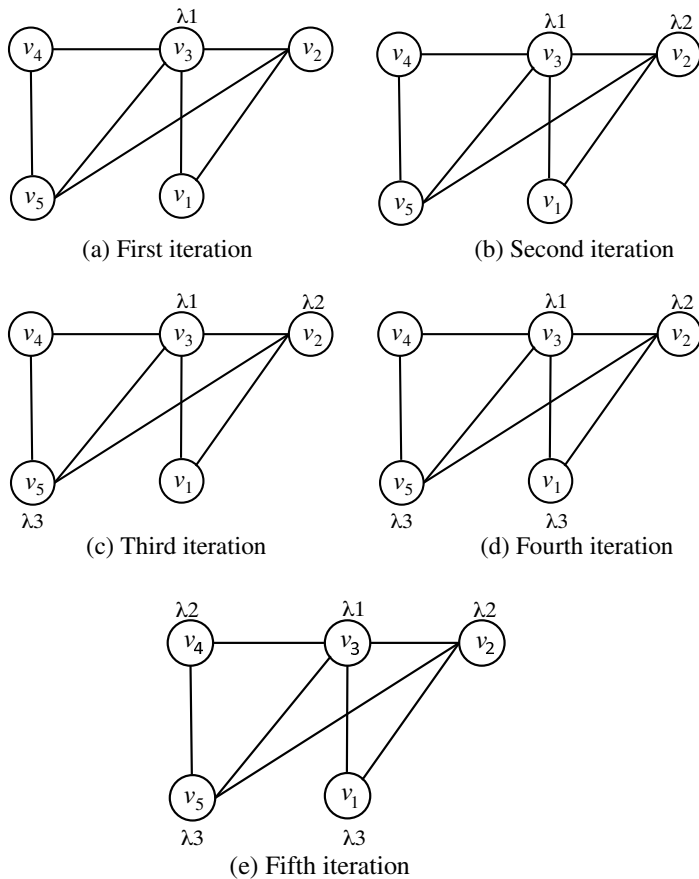 λ1
v4 v3 v2
v5 v1
(a) First iteration
λ1 λ2
v4 v3 v2
v5 v1
(b) Second iteration
λ1 λ2
v4 v3 v2
v5 v1
λ3
(c) Third iteration
λ1 λ2
v4 v3 v2
v5 v1
λ3 λ3
(d) Fourth iteration
λ2 λ1 λ2
v4 v3 v2
v5 v1
λ3 λ3
(e) Fifth iteration